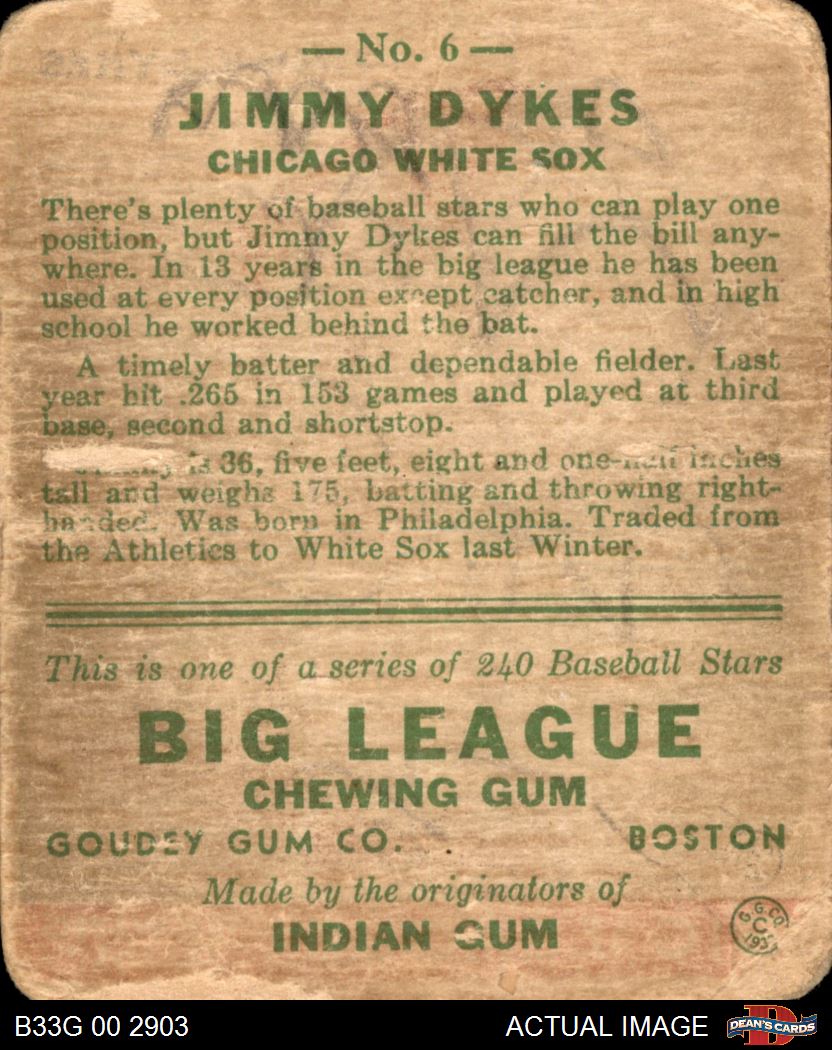 — No. 6 —
JIMMY DYKES
CHICAGO WHITE SOX
There's plenty of baseball stars who can play one
position, but Jimmy Dykes can fill the bill any-
where. In 13 years in the big league he has been
used at every position except catcher, and in high
school he worked behind the bat.
A timely batter and dependable fielder. Last
year hit .265 in 153 games and played at third
base, second and shortstop.
is 36, five feet, eight and one-half inches
tall and weighs 175, batting and throwing right-
handed. Was born in Philadelphia. Traded from
the Athletics to White Sox last Winter.
This is one of a series of 240 Baseball Stars
BIG LEAGUE
CHEWING GUM
GOUDEY GUM CO. BOSTON
Made by the originators of
INDIAN GUM
G.G.CO.
C
B33G 00 2903
ACTUAL IMAGE
D
DEAN'S CARDS